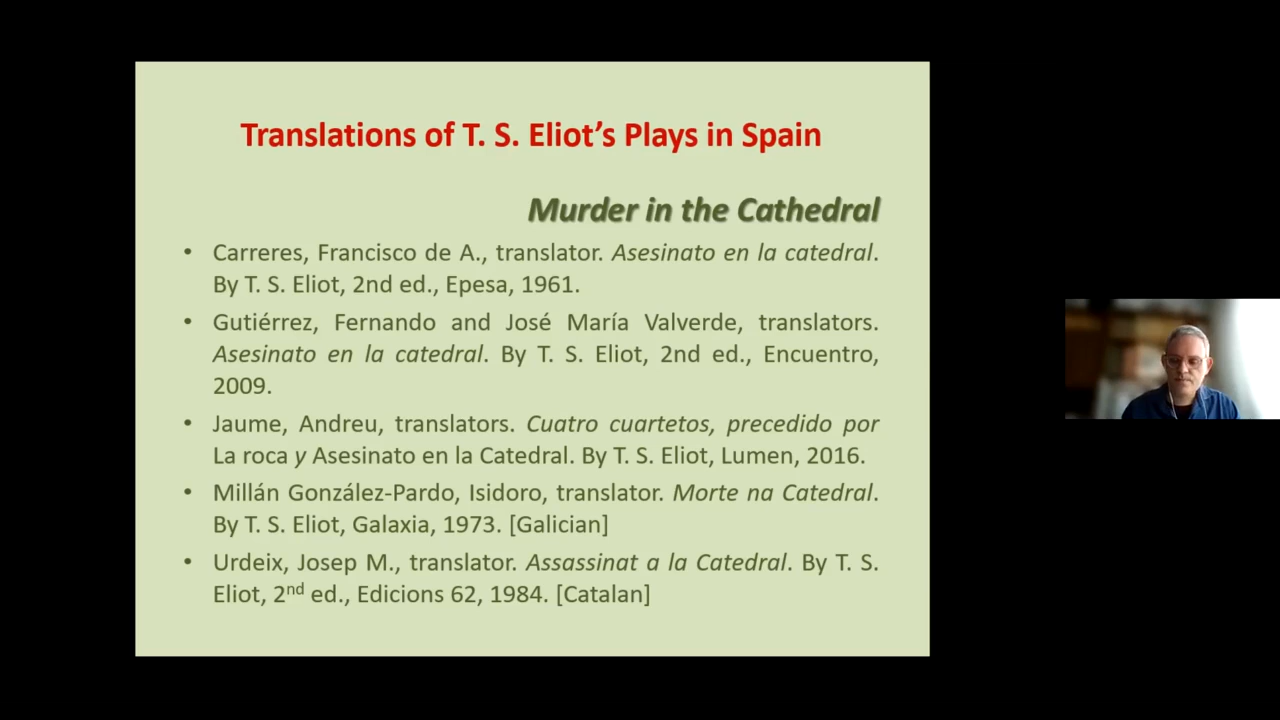 Translations of T. S. Eliot’s Plays in Spain
Murder in the Cathedral
• Carreres, Francisco de A., translator. Asesinato en la catedral.
By T. S. Eliot, 2nd ed., Epesa, 1961.
• Gutiérrez, Fernando and José María Valverde, translators.
Asesinato en la catedral. By T. S. Eliot, 2nd ed., Encuentro,
2009.
• Jaume, Andreu, translators. Cuatro cuartetos, precedido por
La roca y Asesinato en la Catedral. By T. S. Eliot, Lumen, 2016.
• Millán González-Pardo, Isidoro, translator. Morte na Catedral.
By T. S. Eliot, Galaxia, 1973. [Galician]
• Urdeix, Josep M., translator. Assassinat a la Catedral. By T. S.
Eliot, 2nd ed., Edicions 62, 1984. [Catalan]